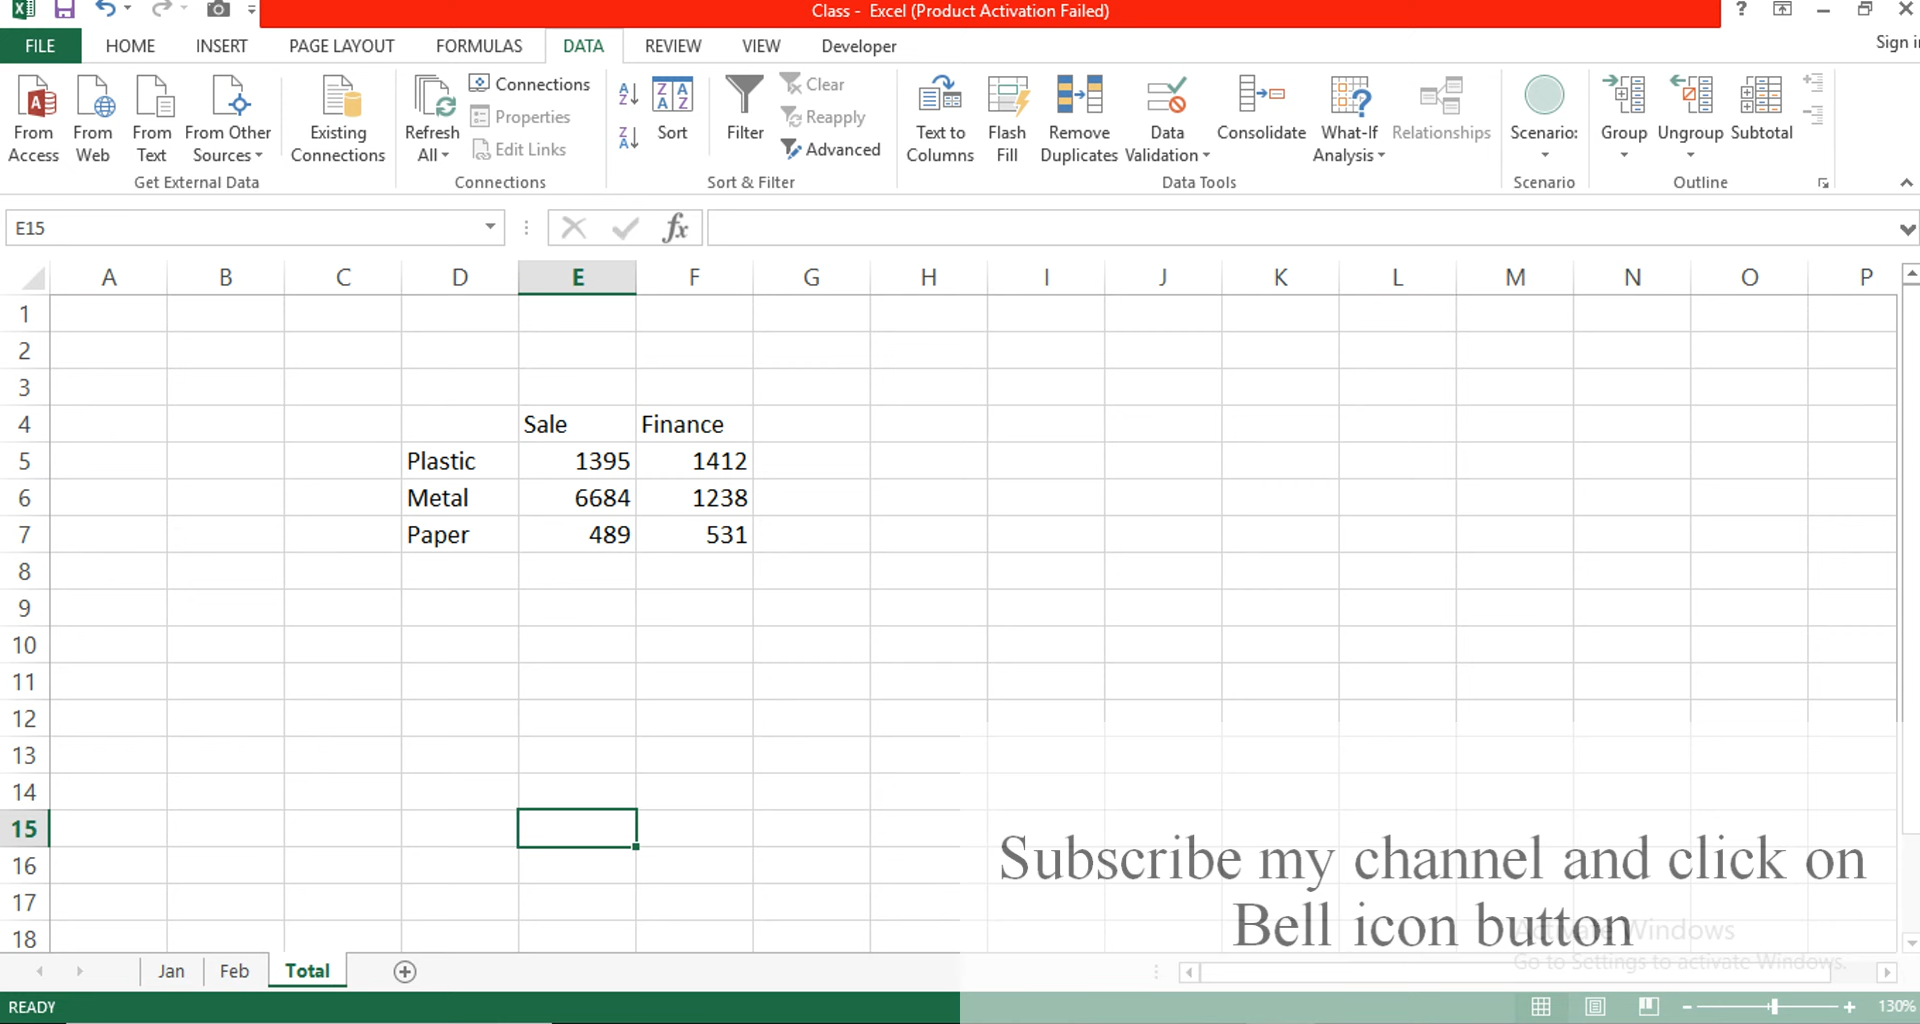 Class - Excel (Product Activation Failed)
?
FILE HOME INSERT PAGE LAYOUT FORMULAS DATA REVIEW VIEW Developer
From Access
From Web
From Text
From Other Sources
Get External Data
Existing Connections
Refresh All
Connections
Properties
Edit Links
Connections
Sort
Filter
Clear
Reapply
Advanced
Sort & Filter
Text to Columns
Flash Fill
Remove Duplicates
Data Validation
Consolidate
What-If Analysis
Relationships
Data Tools
Scenario:
Scenario
Group
Ungroup
Subtotal
Outline
E15
fx
A B C D E F G H I J K L M N O P
1
2
3
4 Sale Finance
5 Plastic 1395 1412
6 Metal 6684 1238
7 Paper 489 531
8
9
10
11
12
13
14
15
16
17
18
Subscribe my channel and click on
Bell icon button
Activate Windows
Go to Settings to activate Windows.
Jan Feb Total
READY
130%